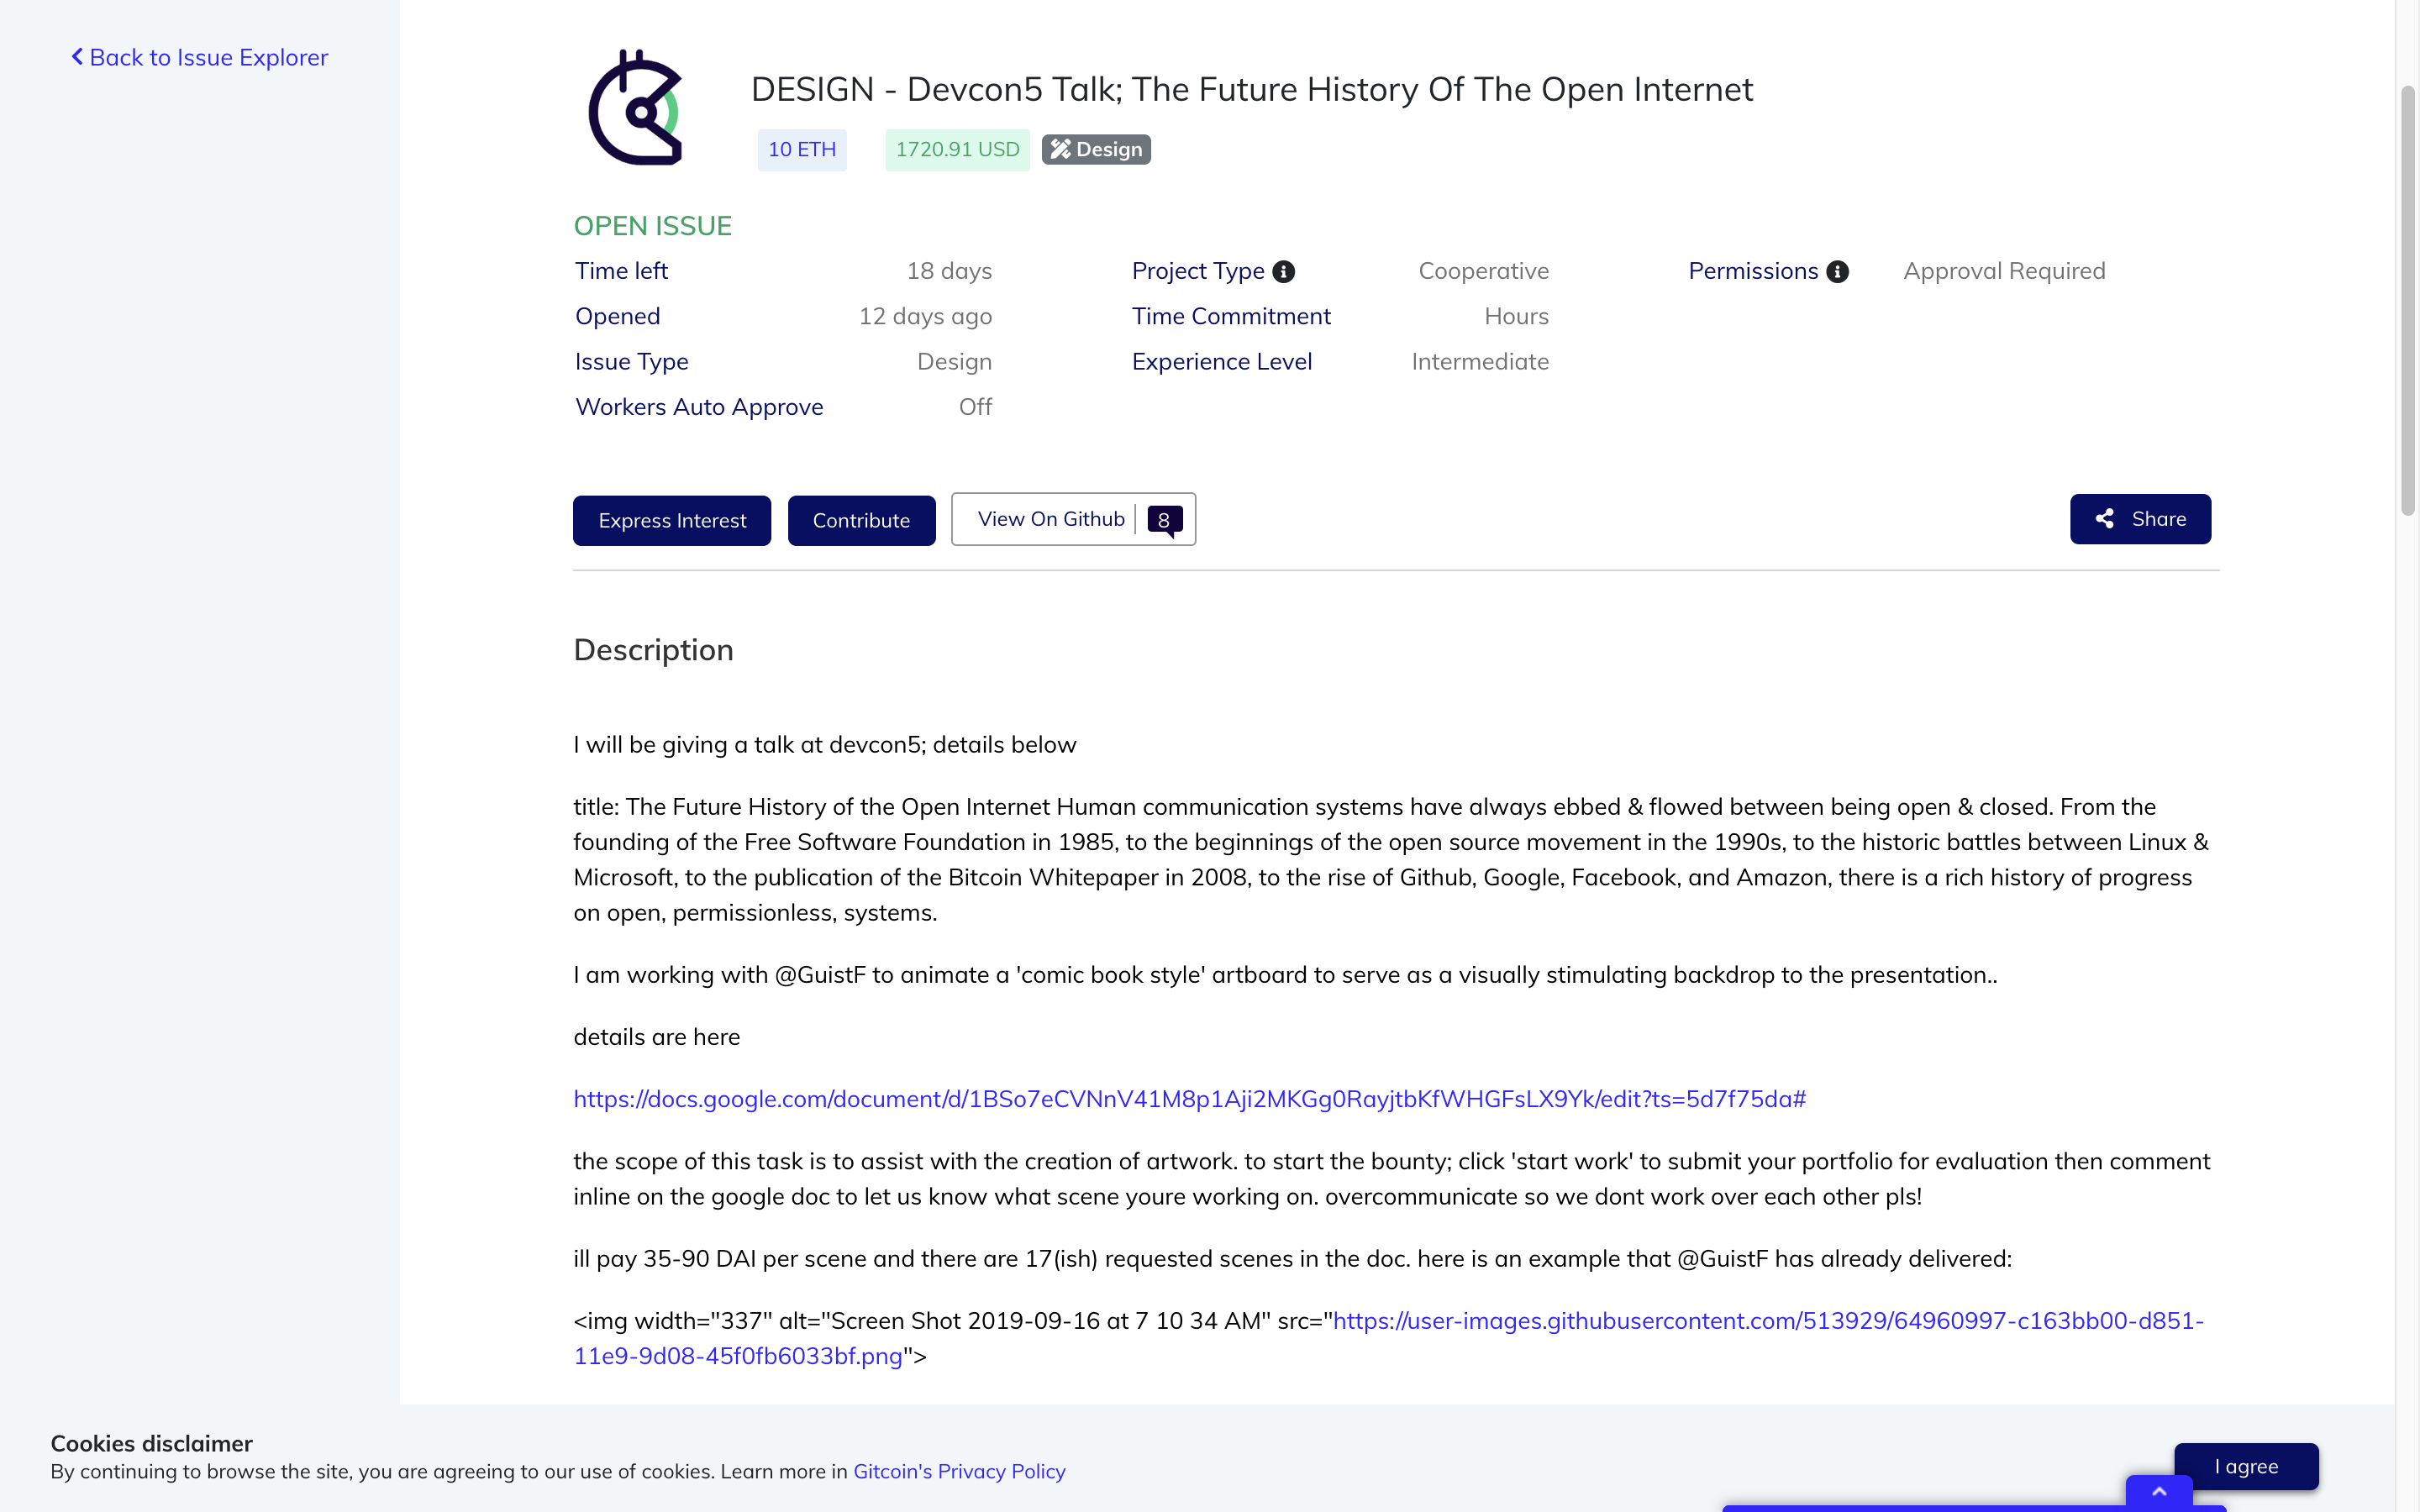 Back to Issue Explorer
DESIGN - Devcon5 Talk; The Future History Of The Open Internet
10 ETH 1720.91 USD Design
OPEN ISSUE
Time left 18 days Project Type Cooperative Permissions Approval Required
Opened 12 days ago Time Commitment Hours
Issue Type Design Experience Level Intermediate
Workers Auto Approve Off
Express Interest Contribute View On Github 8 Share
Description
I will be giving a talk at devcon5; details below
title: The Future History of the Open Internet Human communication systems have always ebbed & flowed between being open & closed. From the
founding of the Free Software Foundation in 1985, to the beginnings of the open source movement in the 1990s, to the historic battles between Linux &
Microsoft, to the publication of the Bitcoin Whitepaper in 2008, to the rise of Github, Google, Facebook, and Amazon, there is a rich history of progress
on open, permissionless, systems.
I am working with @GuistF to animate a 'comic book style' artboard to serve as a visually stimulating backdrop to the presentation..
details are here
https://docs.google.com/document/d/1BSo7eCVNnV41M8p1Aji2MKGg0RayjtbKfWHGFsLX9Yk/edit?ts=5d7f75da#
the scope of this task is to assist with the creation of artwork. to start the bounty; click 'start work' to submit your portfolio for evaluation then comment
inline on the google doc to let us know what scene youre working on. overcommunicate so we dont work over each other pls!
ill pay 35-90 DAI per scene and there are 17(ish) requested scenes in the doc. here is an example that @GuistF has already delivered:
<img width="337" alt="Screen Shot 2019-09-16 at 7 10 34 AM" src="https://user-images.githubusercontent.com/513929/64960997-c163bb00-d851-
11e9-9d08-45f0fb6033bf.png">
Cookies disclaimer
By continuing to browse the site, you are agreeing to our use of cookies. Learn more in Gitcoin's Privacy Policy
I agree